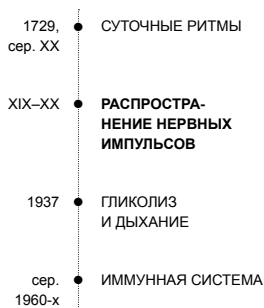 1729, СУТОЧНЫЕ РИТМЫ
сер. XX
XIX–XX РАСПРОСТРА-
НЕНИЕ НЕРВНЫХ
ИМПУЛЬСОВ
1937 ГЛИКОЛИЗ
И ДЫХАНИЕ
сер. ИММУННАЯ СИСТЕМА
1960-х